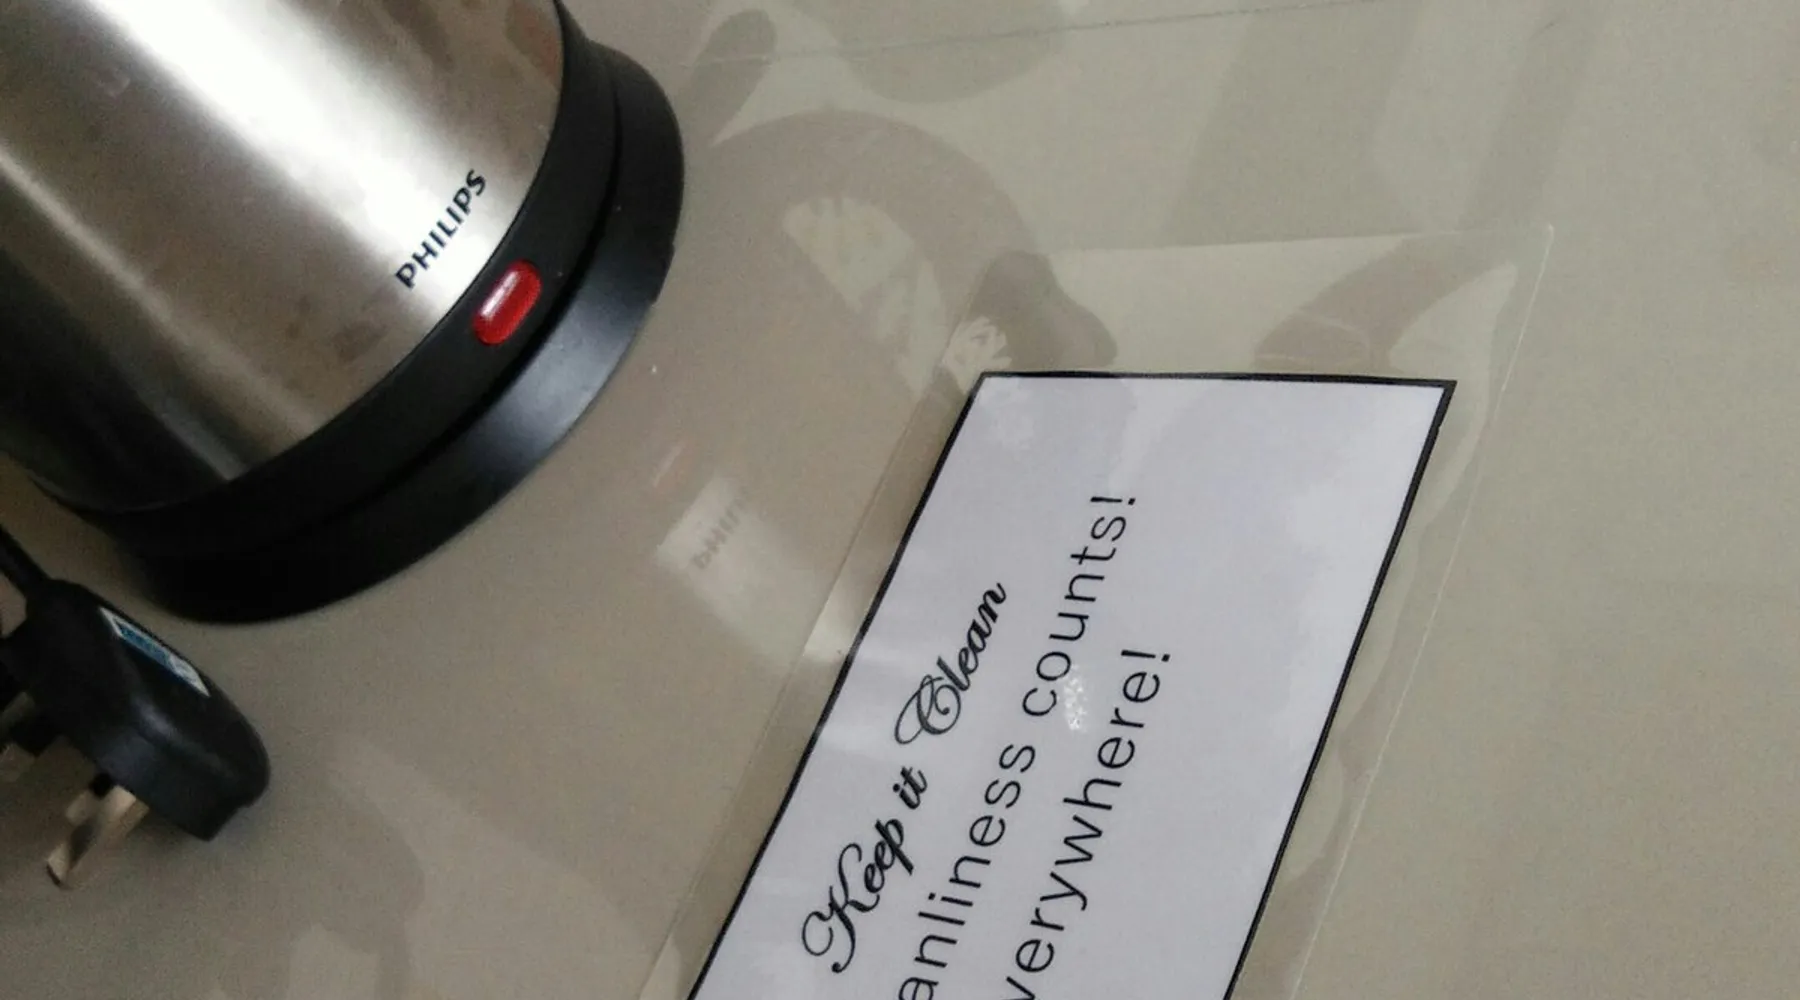 PHILIPS
Keep it Clean
anliness counts!
verywhere!